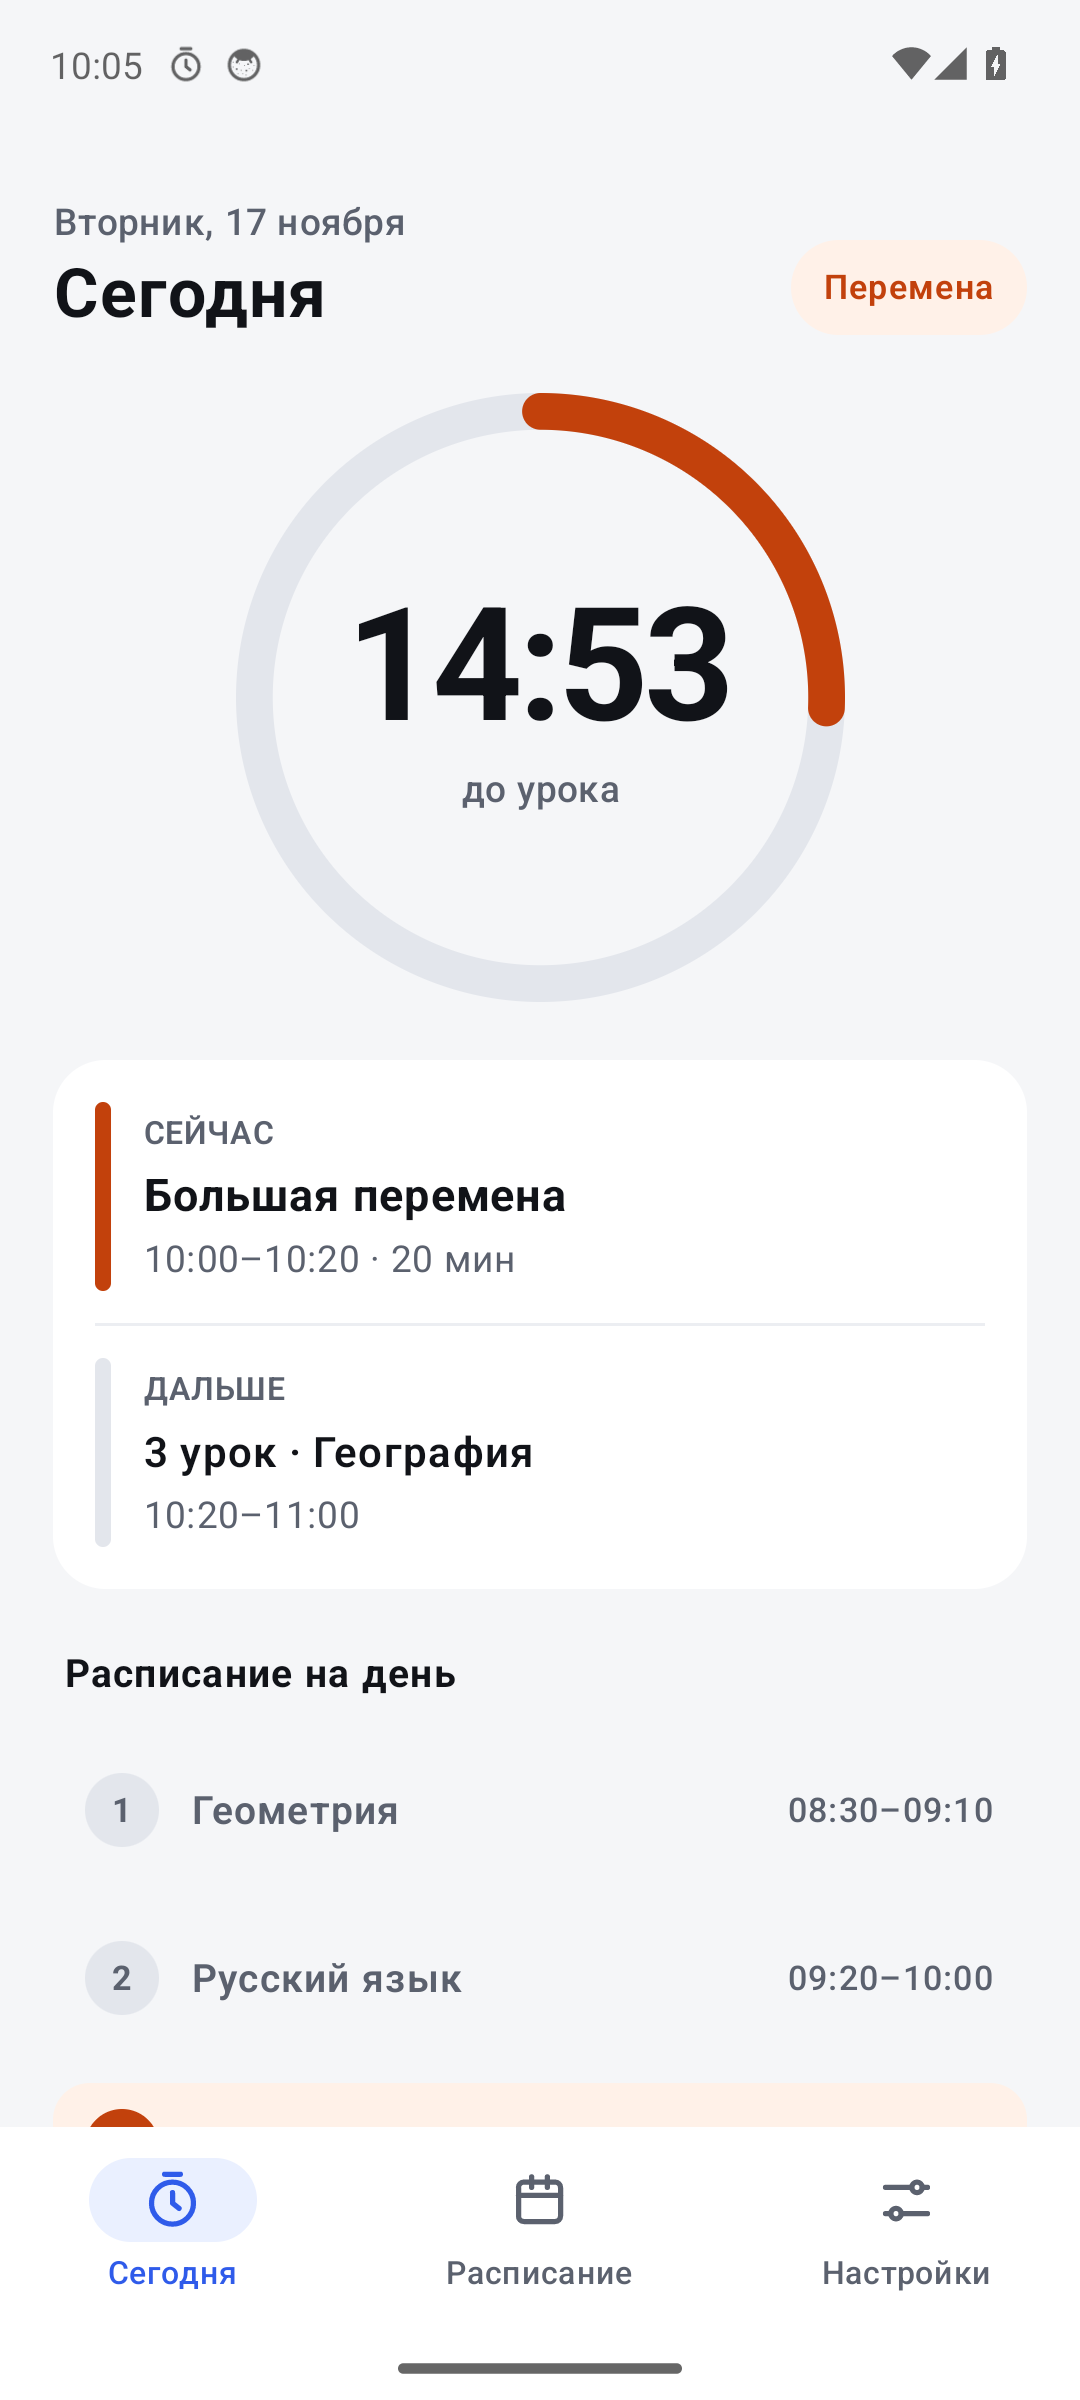 10:05
Вторник, 17 ноября
Сегодня
Перемена
14:53
до урока
СЕЙЧАС
Большая перемена
10:00–10:20 · 20 мин
ДАЛЬШЕ
3 урок · География
10:20–11:00
Расписание на день
1 Геометрия 08:30–09:10
2 Русский язык 09:20–10:00
Сегодня Расписание Настройки